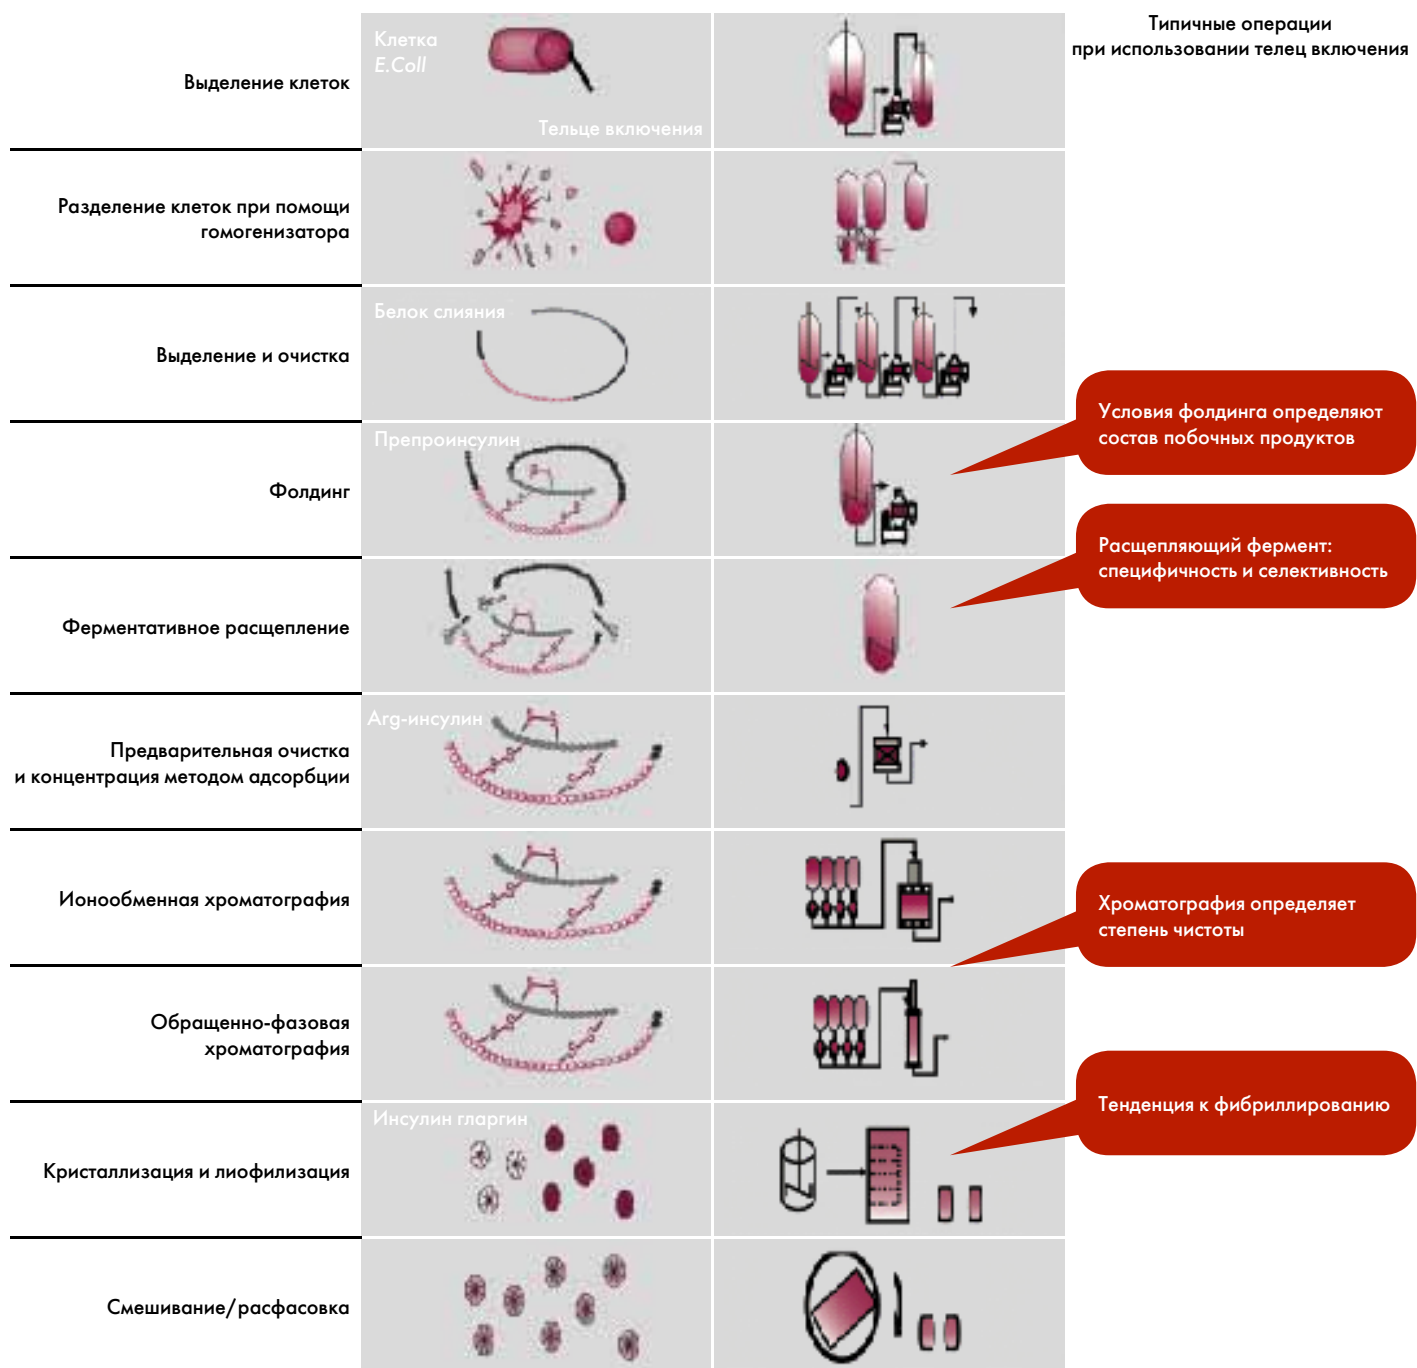 Типичные операции
при использовании телец включения
Выделение клеток
Клетка
E.Coll
Тельце включения
Разделение клеток при помощи
гомогенизатора
Выделение и очистка
Белок слияния
Условия фолдинга определяют
состав побочных продуктов
Фолдинг
Препроинсулин
Расщепляющий фермент:
специфичность и селективность
Ферментативное расщепление
Предварительная очистка
и концентрация методом адсорбции
Arg-инсулин
Ионообменная хроматография
Хроматография определяет
степень чистоты
Обращенно-фазовая
хроматография
Тенденция к фибриллированию
Кристаллизация и лиофилизация
Инсулин гларгин
Смешивание/расфасовка